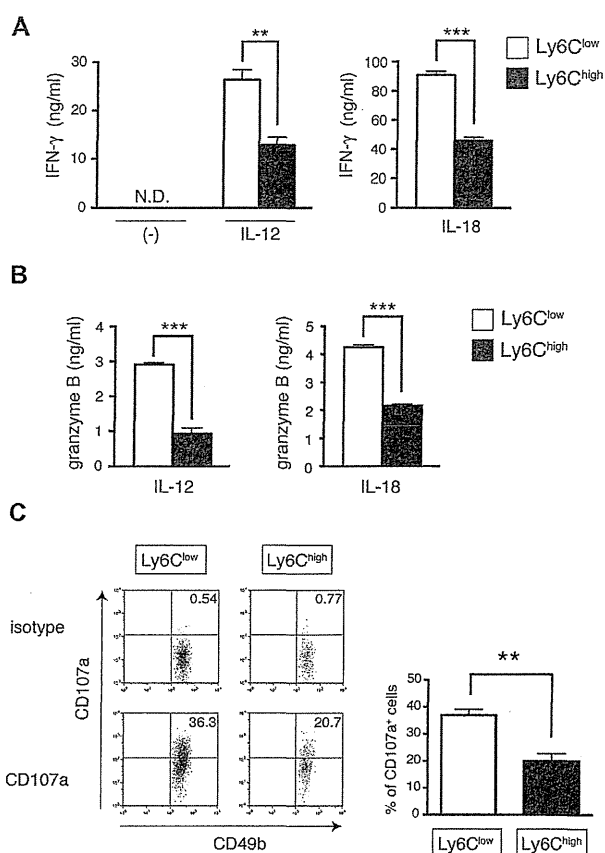 A
IFN-γ (ng/ml)
30
20
10
0
N.D.
**
(-)
IL-12
IFN-γ (ng/ml)
100
80
60
40
20
0
***
IL-18
Ly6Clow
Ly6Chigh
B
granzyme B (ng/ml)
4
3
2
1
0
***
IL-12
granzyme B (ng/ml)
5
4
3
2
1
0
***
IL-18
Ly6Clow
Ly6Chigh
C
Ly6Clow
Ly6Chigh
isotype
0.54
0.77
CD107a
CD107a
36.3
20.7
CD49b
% of CD107a+ cells
50
40
30
20
10
0
**
Ly6Clow
Ly6Chigh